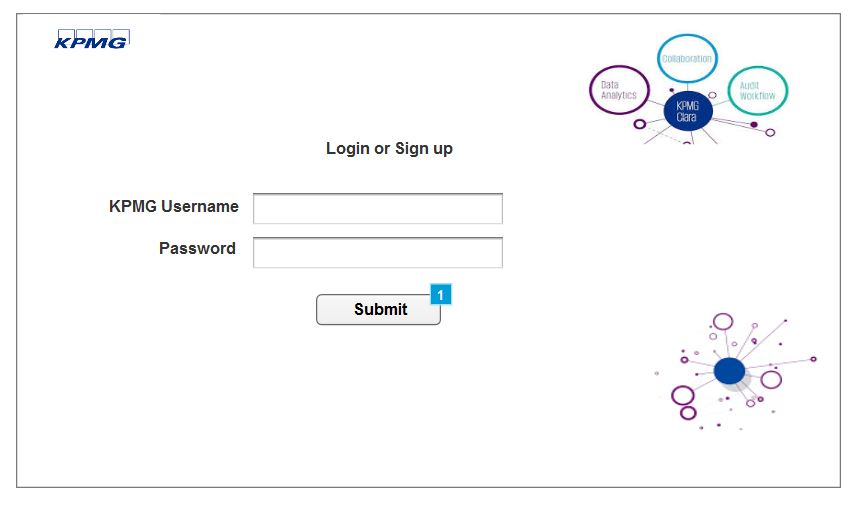 KPMG
Collaboration
Data
Analytics
Audit
Workflow
KPMG
Clara
Login or Sign up
KPMG Username
Password
1
Submit